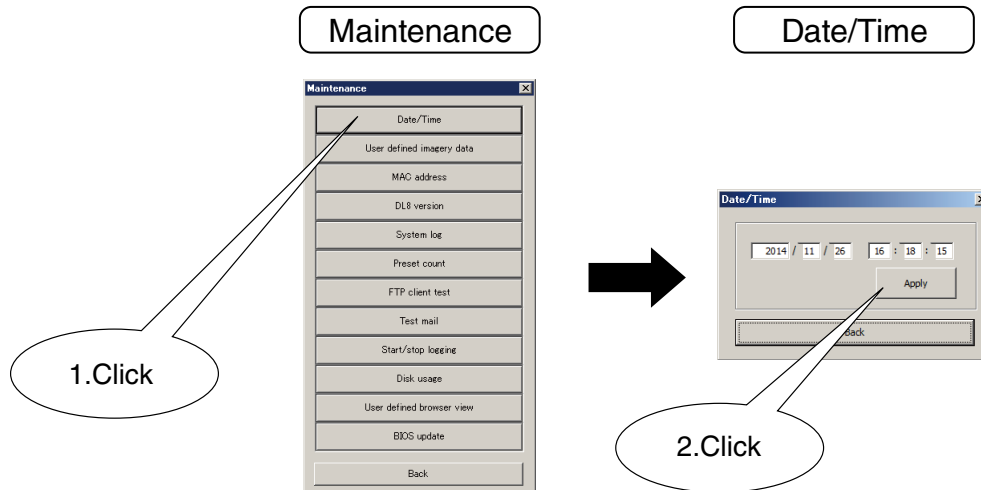 Maintenance
Date/Time
Maintenance
Date/Time
User defined imagery data
MAC address
DL8 version
System log
Preset count
FTP client test
Test mail
Start/stop logging
Disk usage
User defined browser view
BIOS update
Back
1.Click
Date/Time
2014 / 11 / 26 16 : 18 : 15
Apply
Back
2.Click